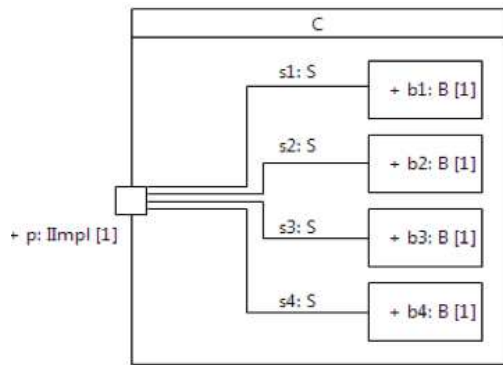 C
s1: S
+ b1: B [1]
s2: S
+ b2: B [1]
+ p: IImpl [1]
s3: S
+ b3: B [1]
s4: S
+ b4: B [1]